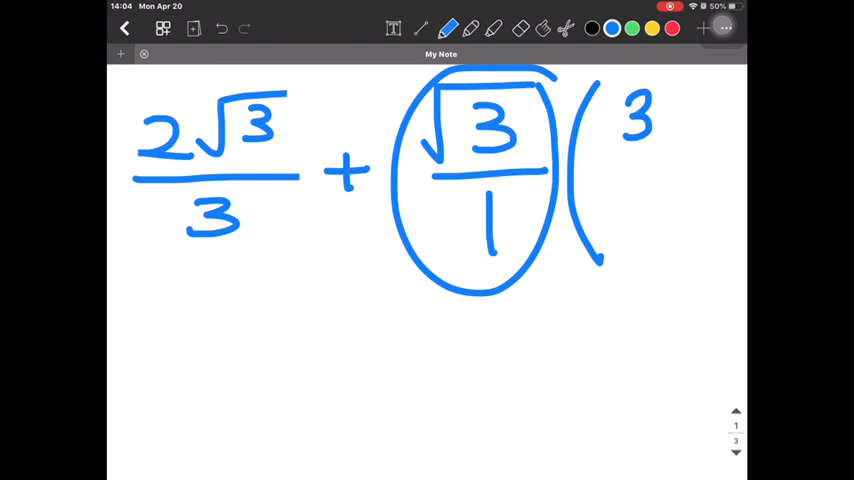 14:04 Mon Apr 20 50%
T
My Note
2√3 √3 ( 3
— + —
3 1
1
3